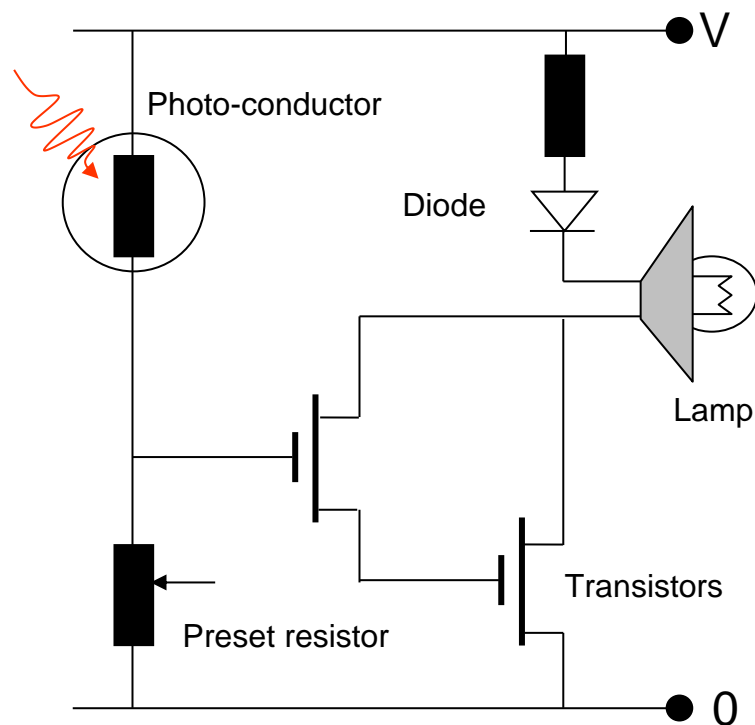 V
Photo-conductor
Diode
Lamp
Transistors
Preset resistor
0